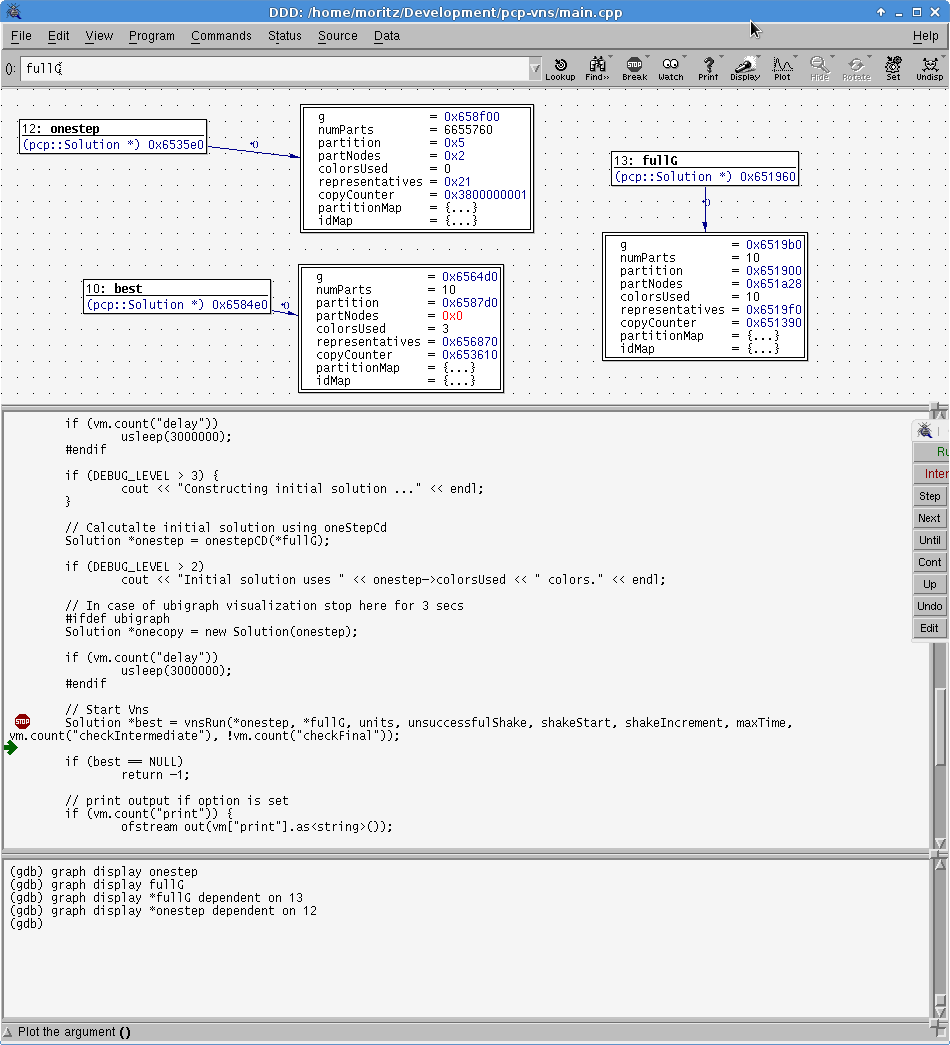 DDD: /home/moritz/Development/pcp-vns/main.cpp
File Edit View Program Commands Status Source Data Help
(): fullG
Lookup Find>> Break Watch Print Display Plot Hide Rotate Set Undisp
12: onestep
(pcp::Solution *) 0x6535e0
*()
g = 0x658f00
numParts = 6655760
partition = 0x5
partNodes = 0x2
colorsUsed = 0
representatives = 0x21
copyCounter = 0x3800000001
partitionMap = {...}
idMap = {...}
13: fullG
(pcp::Solution *) 0x651960
*()
g = 0x6519b0
numParts = 10
partition = 0x651900
partNodes = 0x651a28
colorsUsed = 10
representatives = 0x6519f0
copyCounter = 0x651390
partitionMap = {...}
idMap = {...}
10: best
(pcp::Solution *) 0x6584e0
*()
g = 0x6564d0
numParts = 10
partition = 0x6587d0
partNodes = 0x0
colorsUsed = 3
representatives = 0x656870
copyCounter = 0x653610
partitionMap = {...}
idMap = {...}
if (vm.count("delay"))
usleep(3000000);
#endif
if (DEBUG_LEVEL > 3) {
cout << "Constructing initial solution ..." << endl;
}
// Calcutalte initial solution using oneStepCd
Solution *onestep = onestepCD(*fullG);
if (DEBUG_LEVEL > 2)
cout << "Initial solution uses " << onestep->colorsUsed << " colors." << endl;
// In case of ubigraph visualization stop here for 3 secs
#ifdef ubigraph
Solution *onecopy = new Solution(onestep);
if (vm.count("delay"))
usleep(3000000);
#endif
// Start Vns
STOP Solution *best = vnsRun(*onestep, *fullG, units, unsuccessfulShake, shakeStart, shakeIncrement, maxTime,
vm.count("checkIntermediate"), !vm.count("checkFinal"));
if (best == NULL)
return -1;
// print output if option is set
if (vm.count("print")) {
ofstream out(vm["print"].as<string>());
Ru
Inter
Step
Next
Until
Cont
Up
Undo
Edit
(gdb) graph display onestep
(gdb) graph display fullG
(gdb) graph display *fullG dependent on 13
(gdb) graph display *onestep dependent on 12
(gdb)
Plot the argument ()